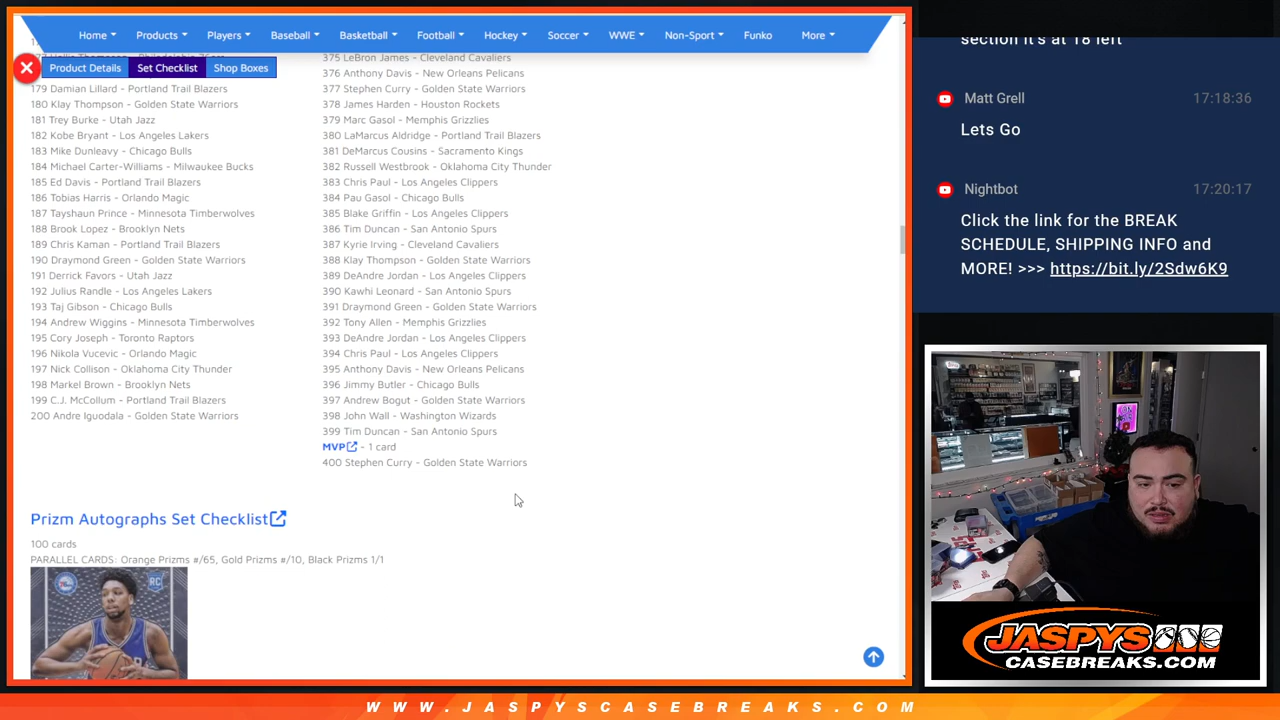 Home Products Players Baseball Basketball Football Hockey Soccer WWE Non-Sport Funko More
Product Details Set Checklist Shop Boxes
179 Damian Lillard - Portland Trail Blazers
180 Klay Thompson - Golden State Warriors
181 Trey Burke - Utah Jazz
182 Kobe Bryant - Los Angeles Lakers
183 Mike Dunleavy - Chicago Bulls
184 Michael Carter-Williams - Milwaukee Bucks
185 Ed Davis - Portland Trail Blazers
186 Tobias Harris - Orlando Magic
187 Tayshaun Prince - Minnesota Timberwolves
188 Brook Lopez - Brooklyn Nets
189 Chris Kaman - Portland Trail Blazers
190 Draymond Green - Golden State Warriors
191 Derrick Favors - Utah Jazz
192 Julius Randle - Los Angeles Lakers
193 Taj Gibson - Chicago Bulls
194 Andrew Wiggins - Minnesota Timberwolves
195 Cory Joseph - Toronto Raptors
196 Nikola Vucevic - Orlando Magic
197 Nick Collison - Oklahoma City Thunder
198 Markel Brown - Brooklyn Nets
199 C.J. McCollum - Portland Trail Blazers
200 Andre Iguodala - Golden State Warriors
375 LeBron James - Cleveland Cavaliers
376 Anthony Davis - New Orleans Pelicans
377 Stephen Curry - Golden State Warriors
378 James Harden - Houston Rockets
379 Marc Gasol - Memphis Grizzlies
380 LaMarcus Aldridge - Portland Trail Blazers
381 DeMarcus Cousins - Sacramento Kings
382 Russell Westbrook - Oklahoma City Thunder
383 Chris Paul - Los Angeles Clippers
384 Pau Gasol - Chicago Bulls
385 Blake Griffin - Los Angeles Clippers
386 Tim Duncan - San Antonio Spurs
387 Kyrie Irving - Cleveland Cavaliers
388 Klay Thompson - Golden State Warriors
389 DeAndre Jordan - Los Angeles Clippers
390 Kawhi Leonard - San Antonio Spurs
391 Draymond Green - Golden State Warriors
392 Tony Allen - Memphis Grizzlies
393 DeAndre Jordan - Los Angeles Clippers
394 Chris Paul - Los Angeles Clippers
395 Anthony Davis - New Orleans Pelicans
396 Jimmy Butler - Chicago Bulls
397 Andrew Bogut - Golden State Warriors
398 John Wall - Washington Wizards
399 Tim Duncan - San Antonio Spurs
MVP - 1 card
400 Stephen Curry - Golden State Warriors
Prizm Autographs Set Checklist
100 cards
PARALLEL CARDS: Orange Prizms #/65, Gold Prizms #/10, Black Prizms 1/1
RC
section it's at 18 left
Matt Grell 17:18:36
Lets Go
Nightbot 17:20:17
Click the link for the BREAK
SCHEDULE, SHIPPING INFO and
MORE! >>> https://bit.ly/2Sdw6K9
JASPYS
CASEBREAKS.COM
WWW.JASPYSCASEBREAKS.COM